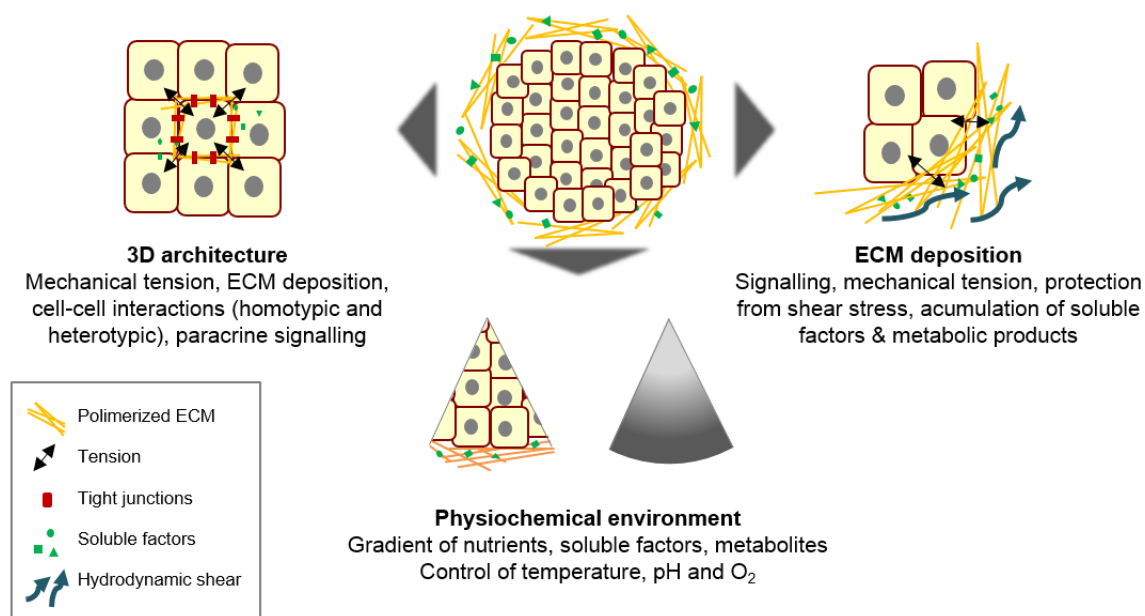 3D architecture
Mechanical tension, ECM deposition,
cell-cell interactions (homotypic and
heterotypic), paracrine signalling
ECM deposition
Signalling, mechanical tension, protection
from shear stress, acumulation of soluble
factors & metabolic products
Polimerized ECM
Tension
Tight junctions
Soluble factors
Hydrodynamic shear
Physiochemical environment
Gradient of nutrients, soluble factors, metabolites
Control of temperature, pH and O₂